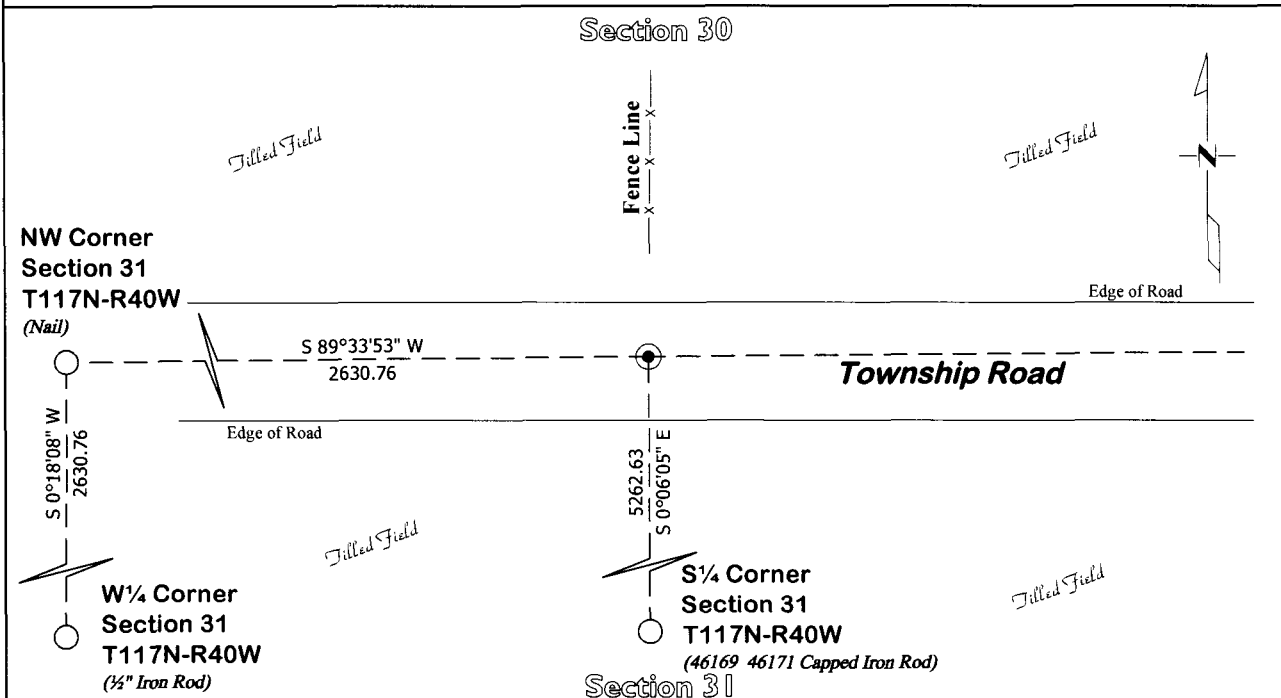 Section 30
Tilled Field
Fence Line
Tilled Field
N
NW Corner
Section 31
T117N-R40W
(Nail)
Edge of Road
S 89°33'53" W
2630.76
Township Road
Edge of Road
S 0°18'08" W
2630.76
5262.63
S 0°06'05" E
Tilled Field
Tilled Field
W¼ Corner
Section 31
T117N-R40W
(½" Iron Rod)
S¼ Corner
Section 31
T117N-R40W
(46169 46171 Capped Iron Rod)
Section 31